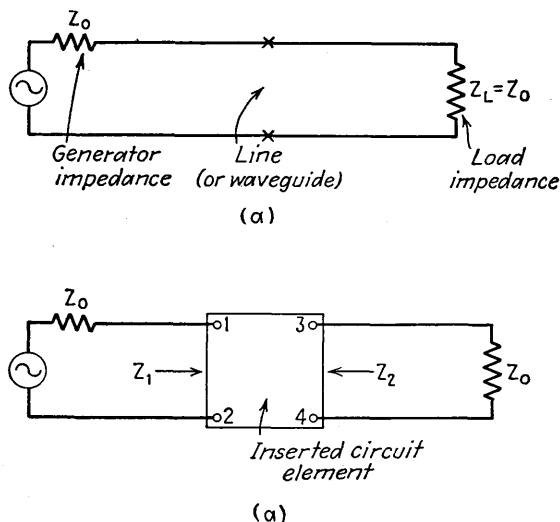 Z₀
Z_L=Z₀
Generator
impedance
Line
(or waveguide)
Load
impedance
(a)
Z₀
1
3
Z₁
Z₂
Z₀
2
4
Inserted circuit
element
(a)